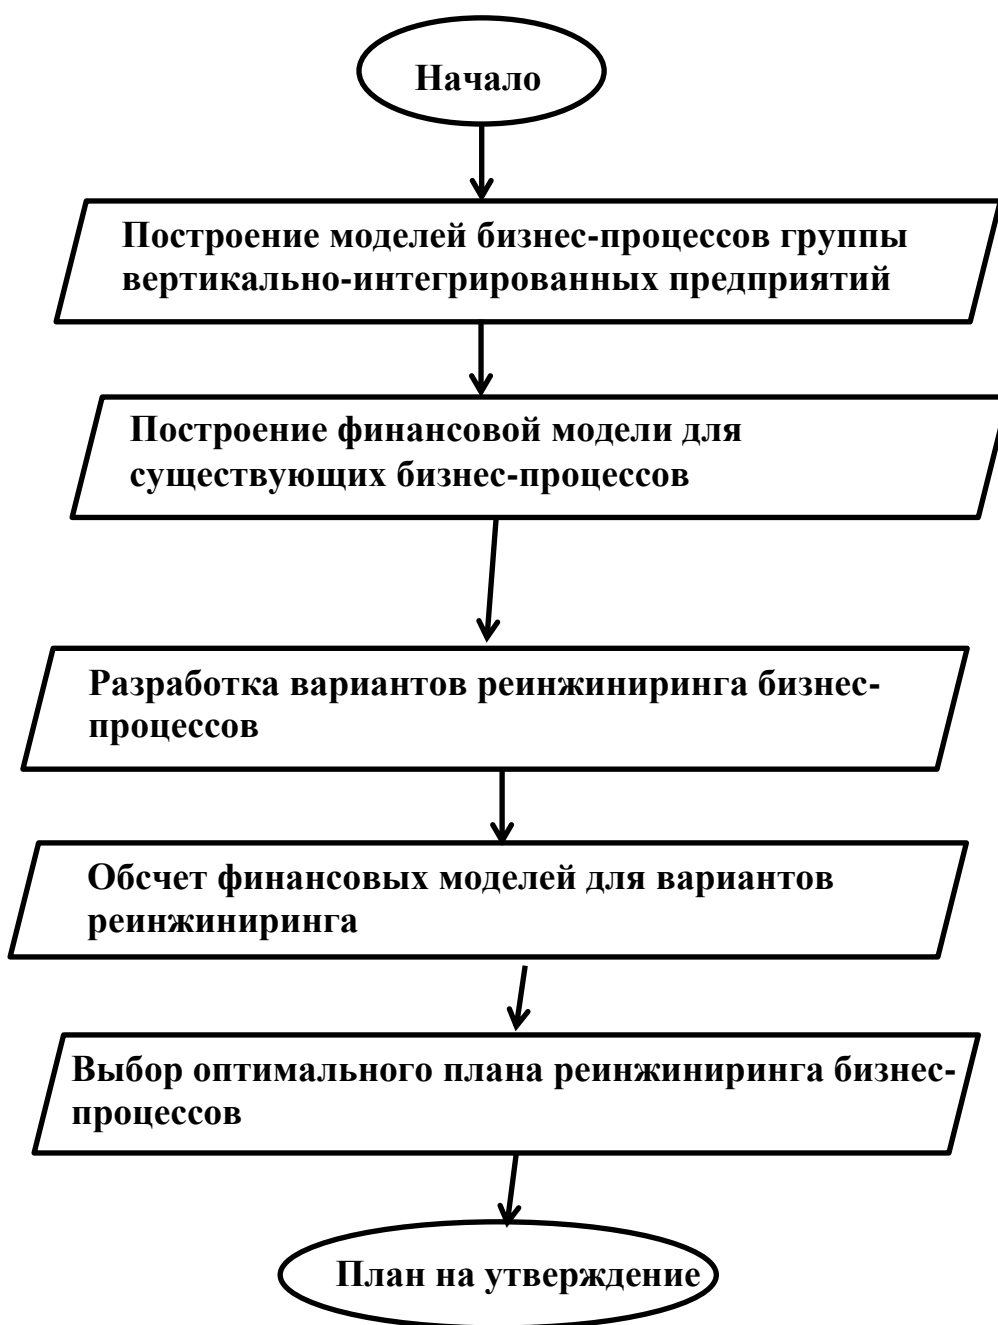 Начало
Построение моделей бизнес-процессов группы
вертикально-интегрированных предприятий
Построение финансовой модели для
существующих бизнес-процессов
Разработка вариантов реинжиниринга бизнес-
процессов
Обсчет финансовых моделей для вариантов
реинжиниринга
Выбор оптимального плана реинжиниринга бизнес-
процессов
План на утверждение